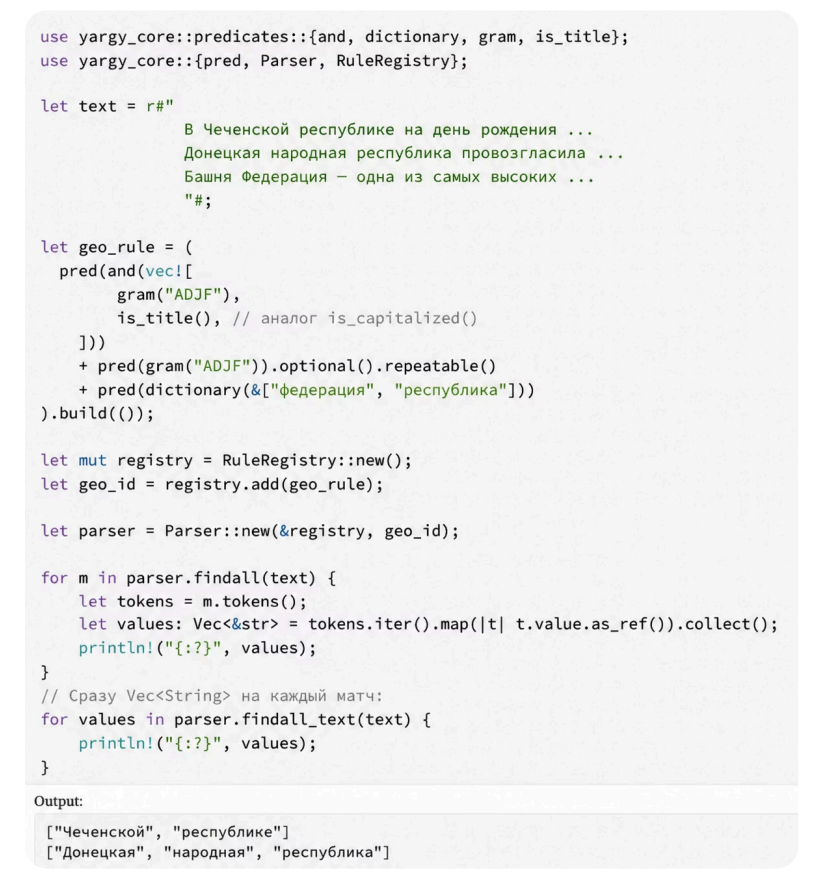 use yargy_core::predicates::{and, dictionary, gram, is_title};
use yargy_core::{pred, Parser, RuleRegistry};
let text = r#"
В Чеченской республике на день рождения ...
Донецкая народная республика провозгласила ...
Башня Федерация — одна из самых высоких ...
"#;
let geo_rule = (
pred(and(vec![
gram("ADJF"),
is_title(), // аналог is_capitalized()
]))
+ pred(gram("ADJF")).optional().repeatable()
+ pred(dictionary(&["федерация", "республика"]))
).build(());
let mut registry = RuleRegistry::new();
let geo_id = registry.add(geo_rule);
let parser = Parser::new(&registry, geo_id);
for m in parser.findall(text) {
let tokens = m.tokens();
let values: Vec<&str> = tokens.iter().map(|t| t.value.as_ref()).collect();
println!("{:?}", values);
}
// Сразу Vec<String> на каждый матч:
for values in parser.findall_text(text) {
println!("{:?}", values);
}
Output:
["Чеченской", "республике"]
["Донецкая", "народная", "республика"]